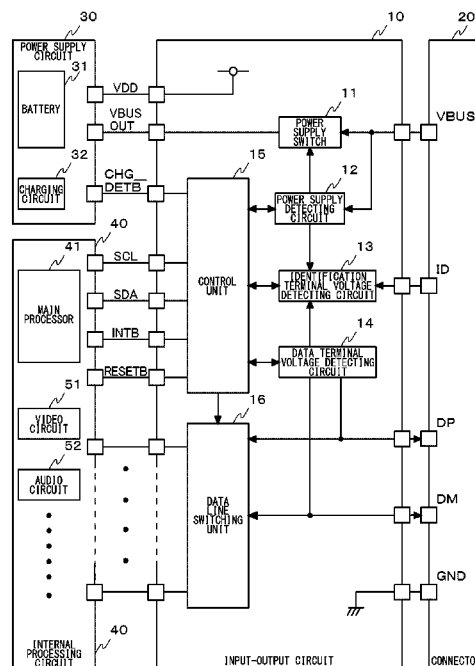 30
10
20
POWER SUPPLY
CIRCUIT
31
BATTERY
32
CHARGING
CIRCUIT
VDD
VBUS
OUT
CHG_
DETB
11
POWER
SUPPLY
SWITCH
VBUS
12
POWER SUPPLY
DETECTING
CIRCUIT
15
CONTROL
UNIT
13
IDENTIFICATION
TERMINAL VOLTAGE
DETECTING CIRCUIT
ID
40
41
MAIN
PROCESSOR
SCL
SDA
INTB
RESETB
14
DATA TERMINAL
VOLTAGE DETECTING
CIRCUIT
51
VIDEO
CIRCUIT
52
AUDIO
CIRCUIT
16
DATA
LINE
SWITCHING
UNIT
DP
DM
GND
INTERNAL
PROCESSING
CIRCUIT
40
INPUT-OUTPUT CIRCUIT
CONNECTO